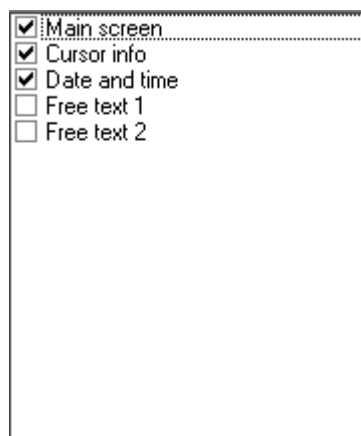 Main screen
Cursor info
Date and time
Free text 1
Free text 2